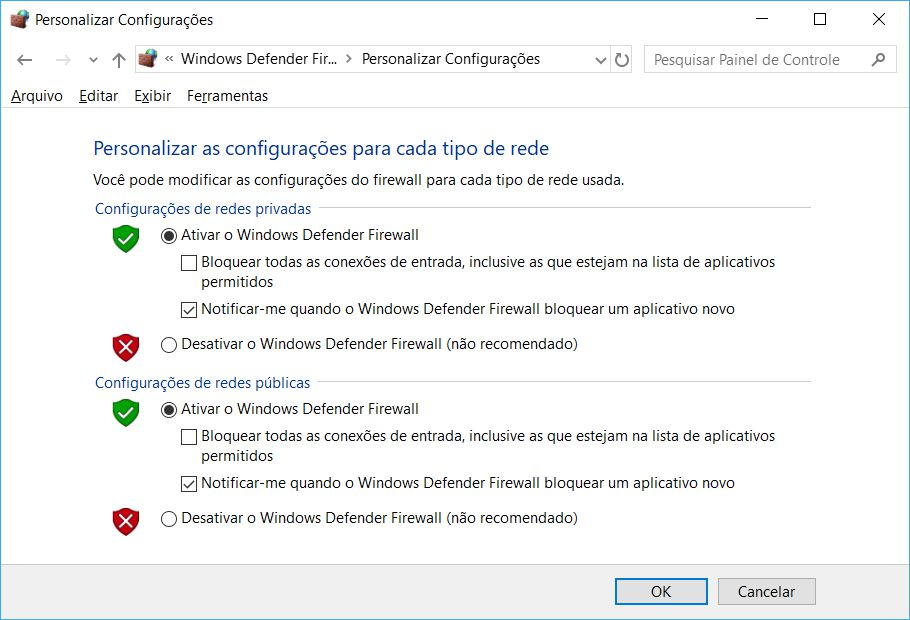 Personalizar Configurações
« Windows Defender Fir... > Personalizar Configurações
Pesquisar Painel de Controle
Arquivo Editar Exibir Ferramentas
Personalizar as configurações para cada tipo de rede
Você pode modificar as configurações do firewall para cada tipo de rede usada.
Configurações de redes privadas
Ativar o Windows Defender Firewall
Bloquear todas as conexões de entrada, inclusive as que estejam na lista de aplicativos
permitidos
Notificar-me quando o Windows Defender Firewall bloquear um aplicativo novo
Desativar o Windows Defender Firewall (não recomendado)
Configurações de redes públicas
Ativar o Windows Defender Firewall
Bloquear todas as conexões de entrada, inclusive as que estejam na lista de aplicativos
permitidos
Notificar-me quando o Windows Defender Firewall bloquear um aplicativo novo
Desativar o Windows Defender Firewall (não recomendado)
OK Cancelar